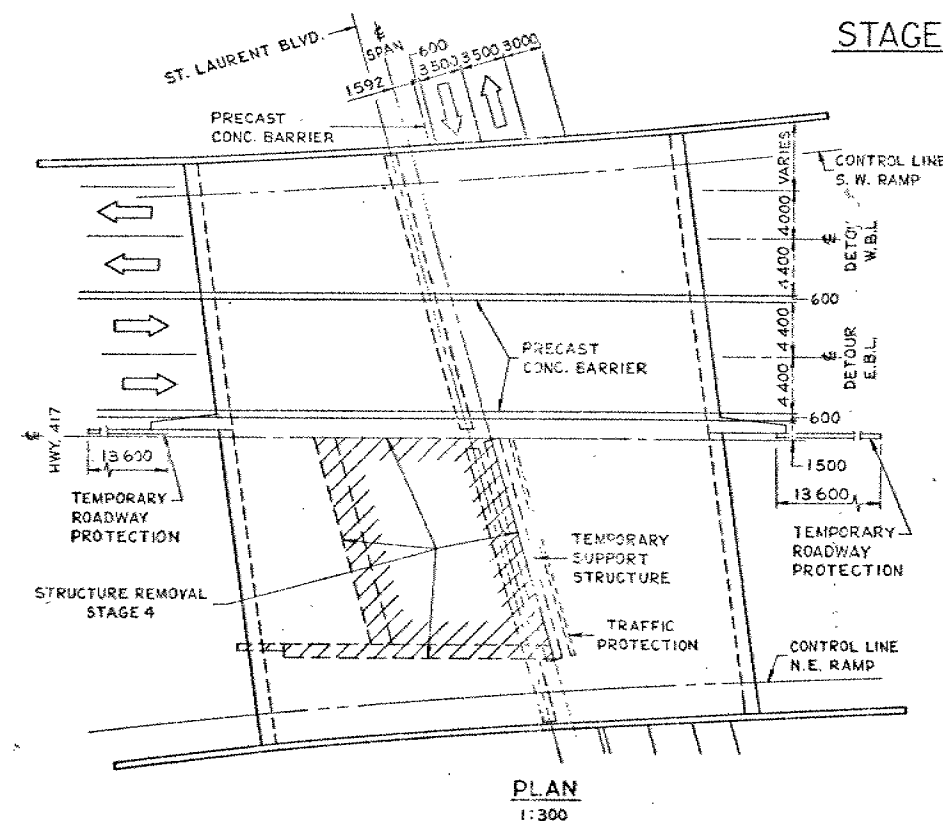 STAGE
ST. LAURENT BLVD.
℄
SPAN
600
3500
3500
3000
1592
PRECAST
CONC. BARRIER
CONTROL LINE
S. W. RAMP
VARIES
4000
4400
℄
DETOU
W.B.L.
600
4400
4400
℄
DETOUR
E.B.L.
600
PRECAST
CONC. BARRIER
℄
HWY. 417
13 600
TEMPORARY
ROADWAY
PROTECTION
1500
13 600
TEMPORARY
ROADWAY
PROTECTION
TEMPORARY
SUPPORT
STRUCTURE
STRUCTURE REMOVAL
STAGE 4
TRAFFIC
PROTECTION
CONTROL LINE
N.E. RAMP
PLAN
1:300